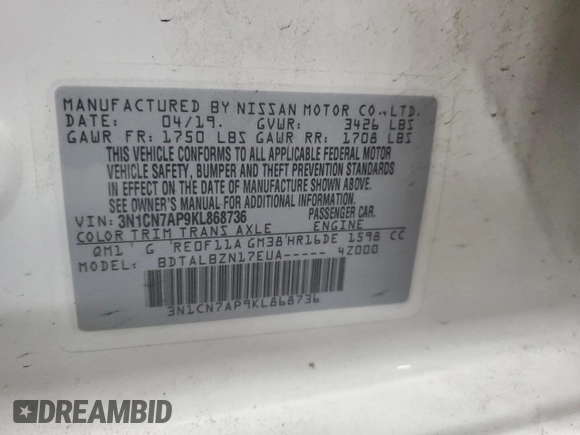 MANUFACTURED BY NISSAN MOTOR CO.,LTD.
DATE: 04/19. GVWR: 3426 LBS
GAWR FR: 1750 LBS GAWR RR: 1708 LBS
THIS VEHICLE CONFORMS TO ALL APPLICABLE FEDERAL MOTOR
VEHICLE SAFETY, BUMPER AND THEFT PREVENTION STANDARDS
IN EFFECT ON THE DATE OF MANUFACTURE SHOWN ABOVE.
SEE OWNER'S MANUAL FOR ADDITIONAL INFORMATION.
VIN: 3N1CN7AP9KL868736 PASSENGER CAR.
COLOR TRIM TRANS AXLE ENGINE
QM1 ' G 'RE0F11A GM38'HR16DE 1598 CC
MODEL: BDTALBZN17EUA----- 42000
3N1CN7AP9KL868736
DREAMBID